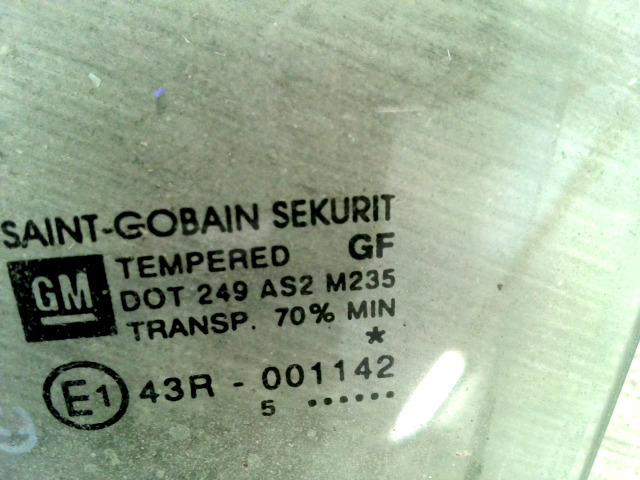 SAINT-GOBAIN SEKURIT
GM
TEMPERED GF
DOT 249 AS2 M235
TRANSP. 70% MIN
*
E1 43R - 001142
5 ••••••